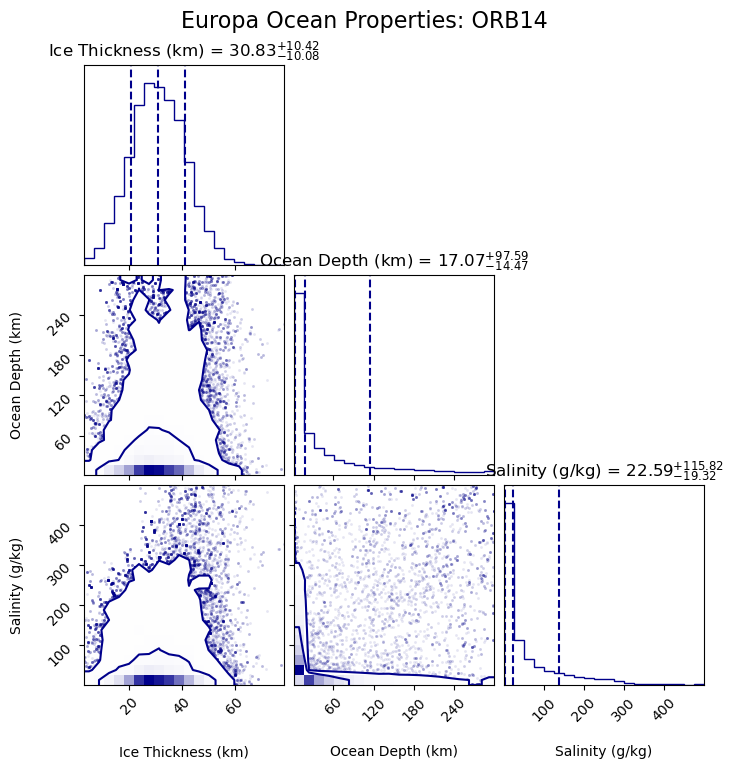 Europa Ocean Properties: ORB14
Ice Thickness (km) = 30.83+10.42−10.08
Ocean Depth (km) = 17.07+97.59−14.47
Ocean Depth (km)
240
180
120
60
Salinity (g/kg) = 22.59+115.82−19.32
Salinity (g/kg)
400
300
200
100
20 40 60
60 120 180 240
100 200 300 400
Ice Thickness (km)
Ocean Depth (km)
Salinity (g/kg)